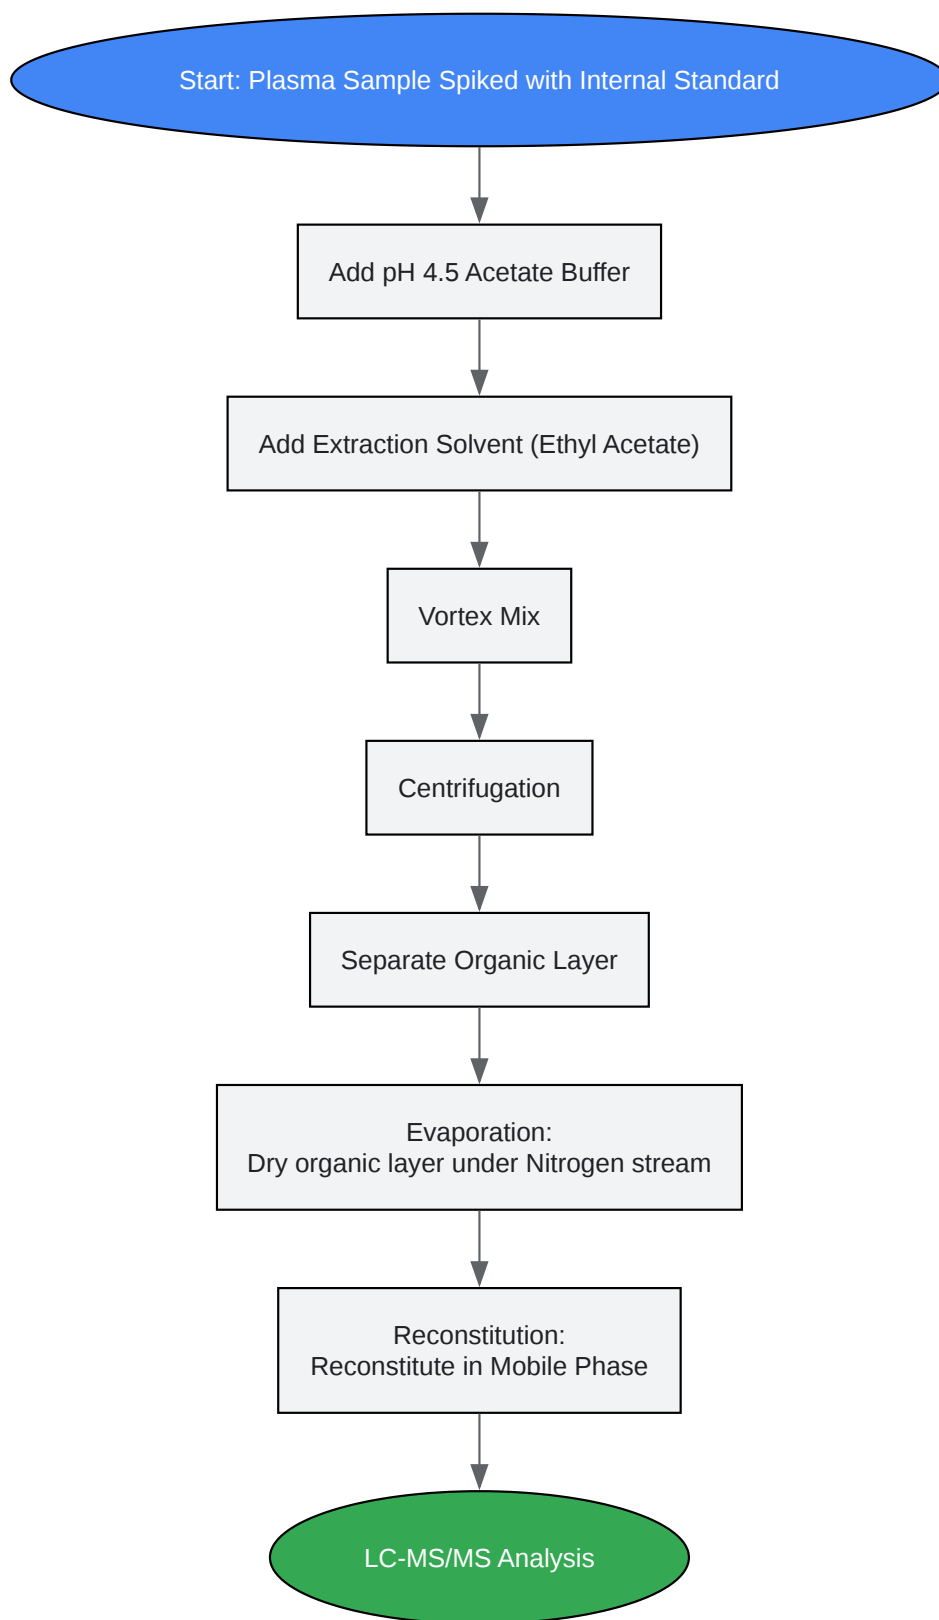 Start: Plasma Sample Spiked with Internal Standard
Add pH 4.5 Acetate Buffer
Add Extraction Solvent (Ethyl Acetate)
Vortex Mix
Centrifugation
Separate Organic Layer
Evaporation:
Dry organic layer under Nitrogen stream
Reconstitution:
Reconstitute in Mobile Phase
LC-MS/MS Analysis